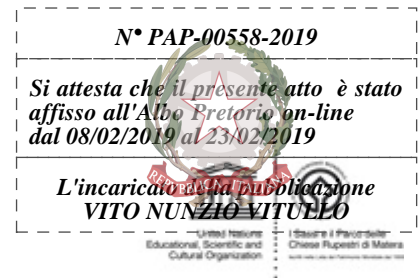 N° PAP-00558-2019
Si attesta che il presente atto è stato
affisso all'Albo Pretorio on-line
dal 08/02/2019 al 23/02/2019
L'incaricato della pubblicazione
VITO NUNZIO VITULLO
United Nations
Educational, Scientific and
Cultural Organization
I Sassi e il Parco delle
Chiese Rupestri di Matera